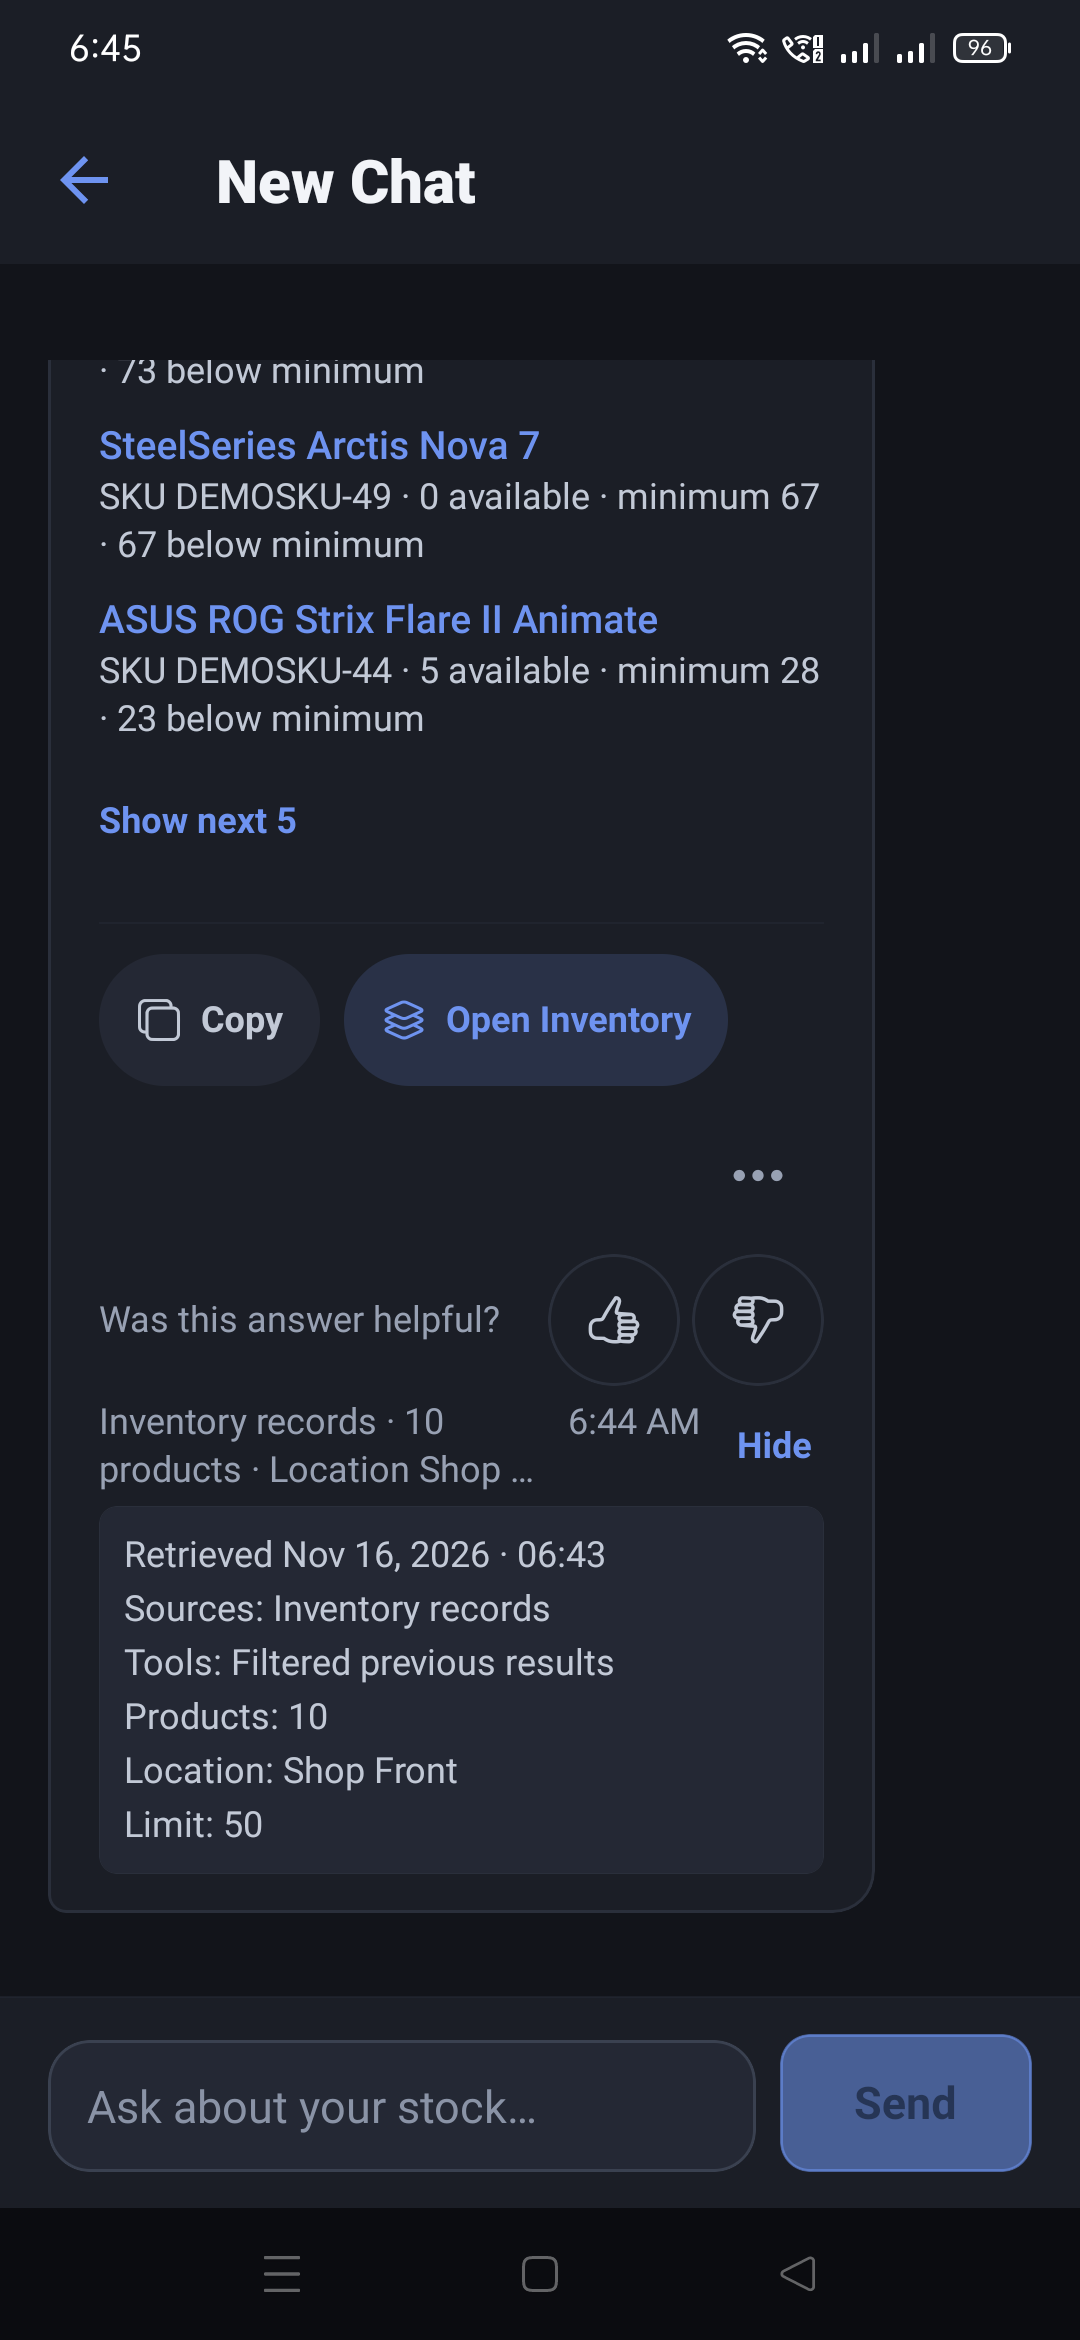 6:45
96
New Chat
· 73 below minimum
SteelSeries Arctis Nova 7
SKU DEMOSKU-49 · 0 available · minimum 67
· 67 below minimum
ASUS ROG Strix Flare II Animate
SKU DEMOSKU-44 · 5 available · minimum 28
· 23 below minimum
Show next 5
Copy
Open Inventory
Was this answer helpful?
Inventory records · 10
products · Location Shop ...
6:44 AM
Hide
Retrieved Nov 16, 2026 · 06:43
Sources: Inventory records
Tools: Filtered previous results
Products: 10
Location: Shop Front
Limit: 50
Ask about your stock...
Send